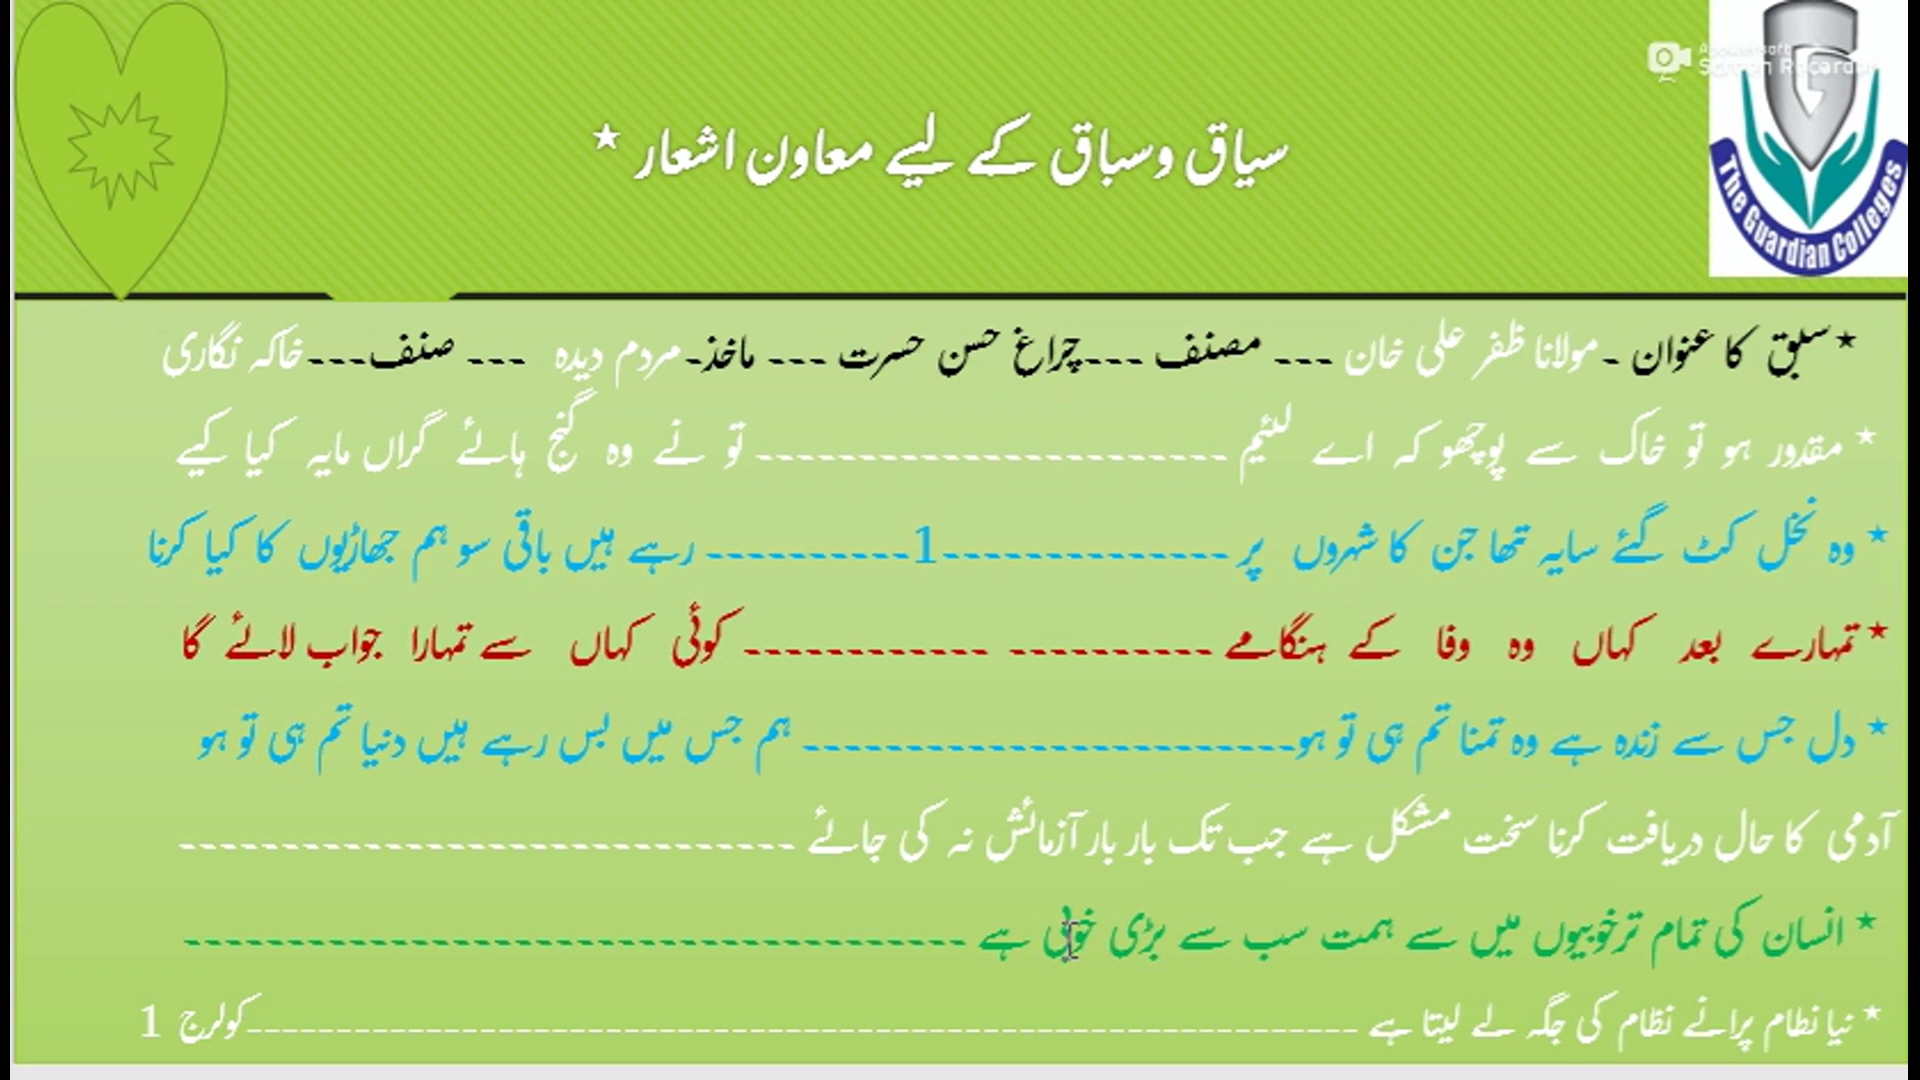 Apowersoft
Screen Recorder
The Guardian Colleges
سیاق وسباق کے لیے معاون اشعار *
* سبق کا عنوان ۔ مولانا ظفر علی خان --- مصنف --- چراغ حسن حسرت --- ماخذ۔ مردم دیدہ --- صنف --- خاکہ نگاری
* مقدور ہو تو خاک سے پوچھو کہ اے لئیم ----------------------- تو نے وہ گنج ہائے گراں مایہ کیا کیے
* وہ نخل کٹ گئے سایہ تھا جن کا شہروں پر --------------1---------- رہے ہیں باقی سو ہم جھاڑیوں کا کیا کرنا
* تمہارے بعد کہاں وہ وفا کے ہنگامے ---------- ------------ کوئی کہاں سے تمہارا جواب لائے گا
* دل جس سے زندہ ہے وہ تمنا تم ہی تو ہو ------------------------ ہم جس میں بس رہے ہیں دنیا تم ہی تو ہو
آدمی کا حال دریافت کرنا سخت مشکل ہے جب تک بار بار آزمائش نہ کی جائے ------------------------------
* انسان کی تمام تر خوبیوں میں سے ہمت سب سے بڑی خوبی ہے --------------------------------------
* نیا نظام پرانے نظام کی جگہ لے لیتا ہے ------------------------------------------------------ کولرج 1